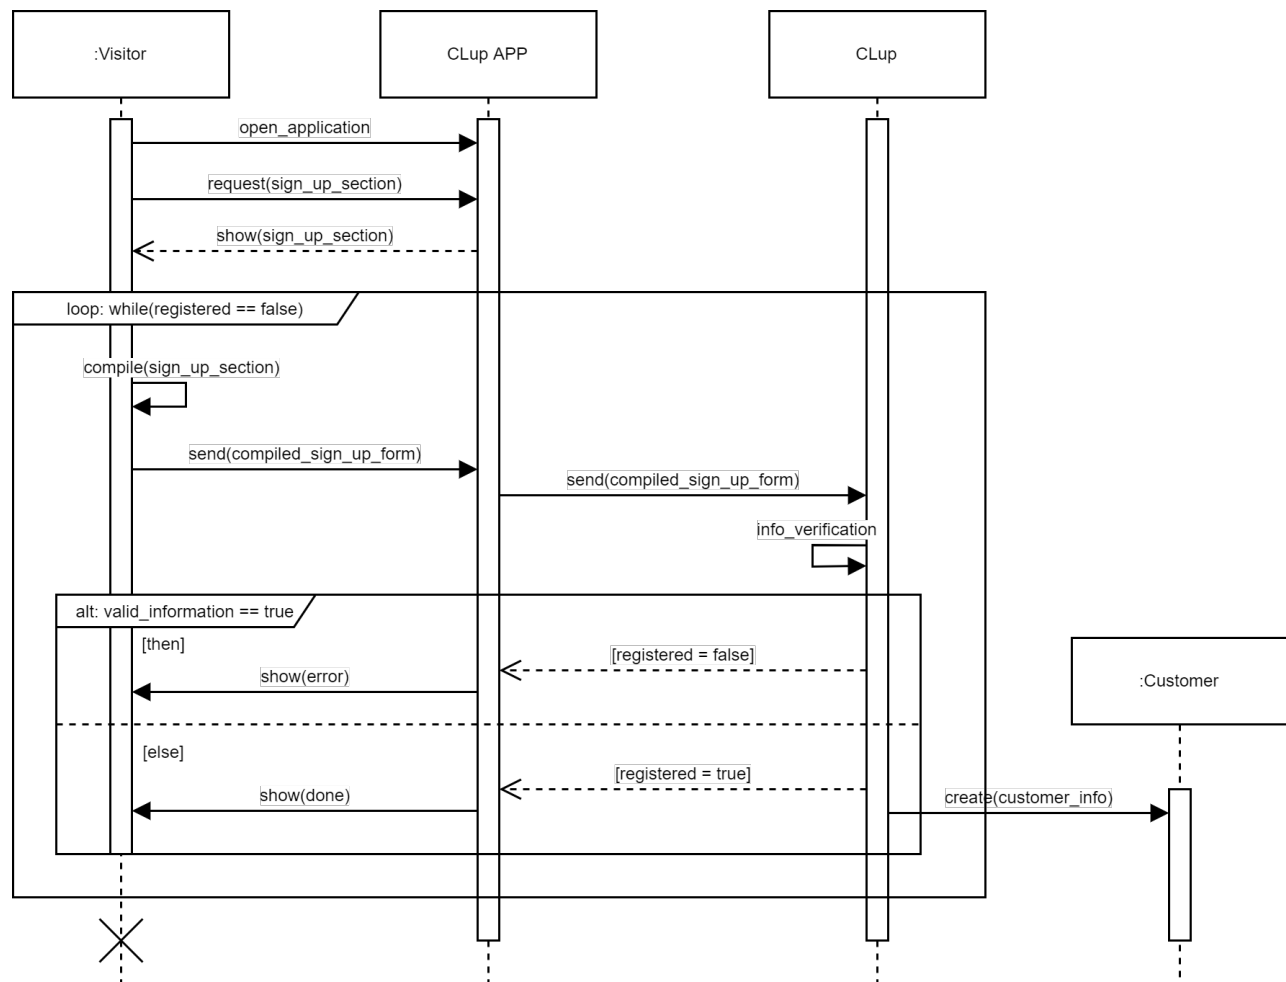 :Visitor
CLup APP
CLup
open_application
request(sign_up_section)
show(sign_up_section)
loop: while(registered == false)
compile(sign_up_section)
send(compiled_sign_up_form)
send(compiled_sign_up_form)
info_verification
alt: valid_information == true
[then]
[registered = false]
show(error)
:Customer
[else]
[registered = true]
show(done)
create(customer_info)